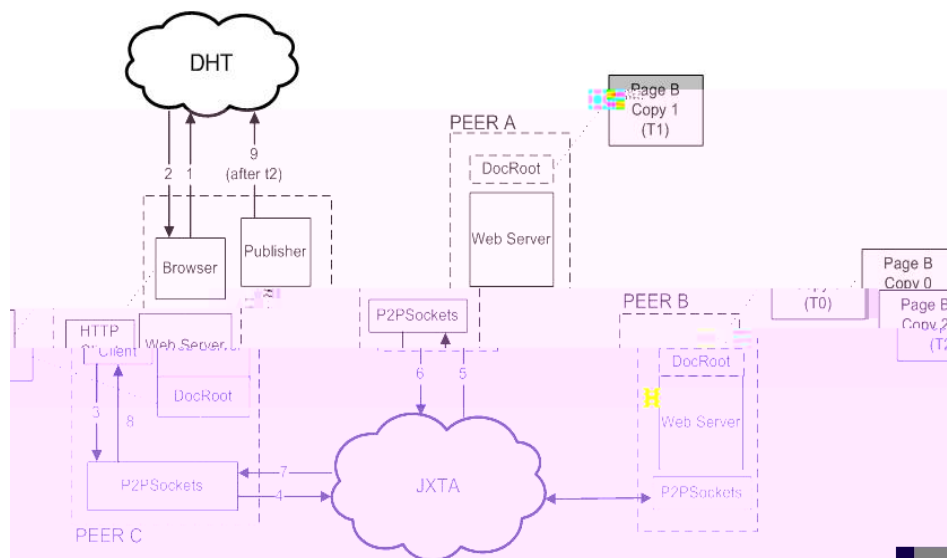 DHT
Page B
Copy 1
(T1)
PEER A
9
2
1
(after t2)
DocRoot
Publisher
Web Server
Browser
Page B
Copy 0
(T0)
PEER B
Page B
Copy 2
P2PSockets
HTTP
Client
Web Server
DocRoot
6
5
DocRoot
3
8
Web Server
7
JXTA
P2PSockets
4
P2PSockets
PEER C